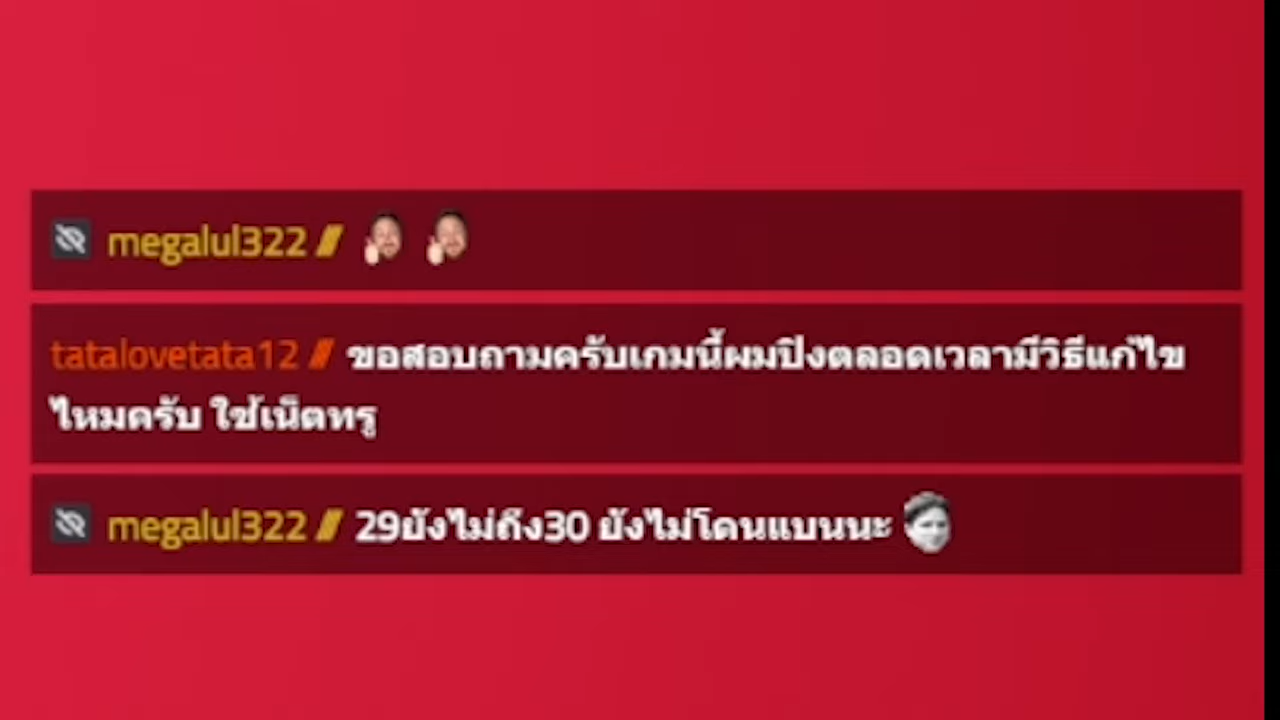 megalul322
tatalovetata12 ขอสอบถามครับเกมนี้ผมปิงตลอดเวลามีวิธีแก้ไข
ไหมครับ ใช้เน็ตทรู
megalul322 29ยังไม่ถึง30 ยังไม่โดนแบนนะ